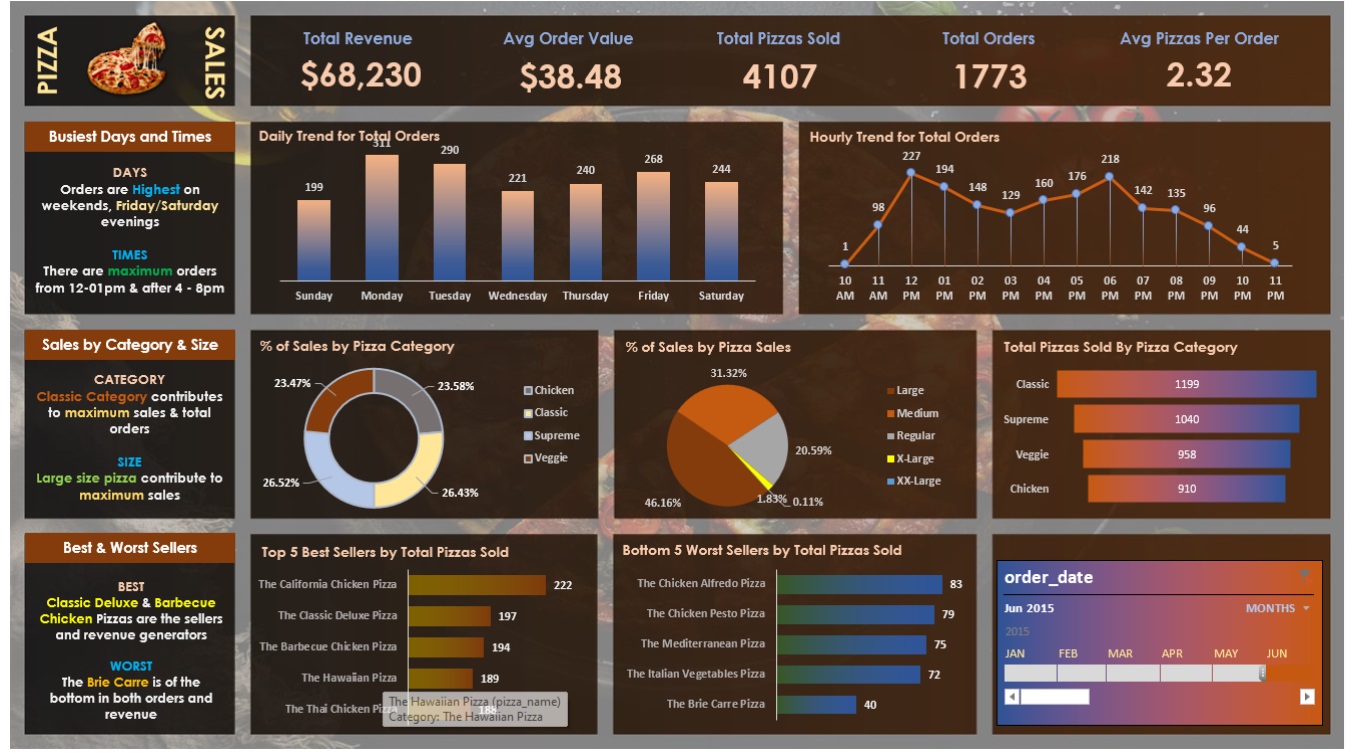 PIZZA
SALES
Total Revenue
$68,230
Avg Order Value
$38.48
Total Pizzas Sold
4107
Total Orders
1773
Avg Pizzas Per Order
2.32
Busiest Days and Times
DAYS
Orders are Highest on
weekends, Friday/Saturday
evenings
TIMES
There are maximum orders
from 12-01pm & after 4 - 8pm
Daily Trend for Total Orders
199
311
290
221
240
268
244
Sunday
Monday
Tuesday
Wednesday
Thursday
Friday
Saturday
Hourly Trend for Total Orders
1
98
227
194
148
129
160
176
218
142
135
96
44
5
10 AM
11 AM
12 PM
01 PM
02 PM
03 PM
04 PM
05 PM
06 PM
07 PM
08 PM
09 PM
10 PM
11 PM
Sales by Category & Size
CATEGORY
Classic Category contributes
to maximum sales & total
orders
SIZE
Large size pizza contribute to
maximum sales
% of Sales by Pizza Category
23.47%
23.58%
26.52%
26.43%
Chicken
Classic
Supreme
Veggie
% of Sales by Pizza Sales
31.32%
20.59%
46.16%
1.83%
0.11%
Large
Medium
Regular
X-Large
XX-Large
Total Pizzas Sold By Pizza Category
Classic 1199
Supreme 1040
Veggie 958
Chicken 910
Best & Worst Sellers
BEST
Classic Deluxe & Barbecue
Chicken Pizzas are the sellers
and revenue generators
WORST
The Brie Carre is of the
bottom in both orders and
revenue
Top 5 Best Sellers by Total Pizzas Sold
The California Chicken Pizza 222
The Classic Deluxe Pizza 197
The Barbecue Chicken Pizza 194
The Hawaiian Pizza 189
The Thai Chicken Pizza 188
The Hawaiian Pizza (pizza_name)
Category: The Hawaiian Pizza
Bottom 5 Worst Sellers by Total Pizzas Sold
The Chicken Alfredo Pizza 83
The Chicken Pesto Pizza 79
The Mediterranean Pizza 75
The Italian Vegetables Pizza 72
The Brie Carre Pizza 40
order_date
Jun 2015
MONTHS
2015
JAN
FEB
MAR
APR
MAY
JUN